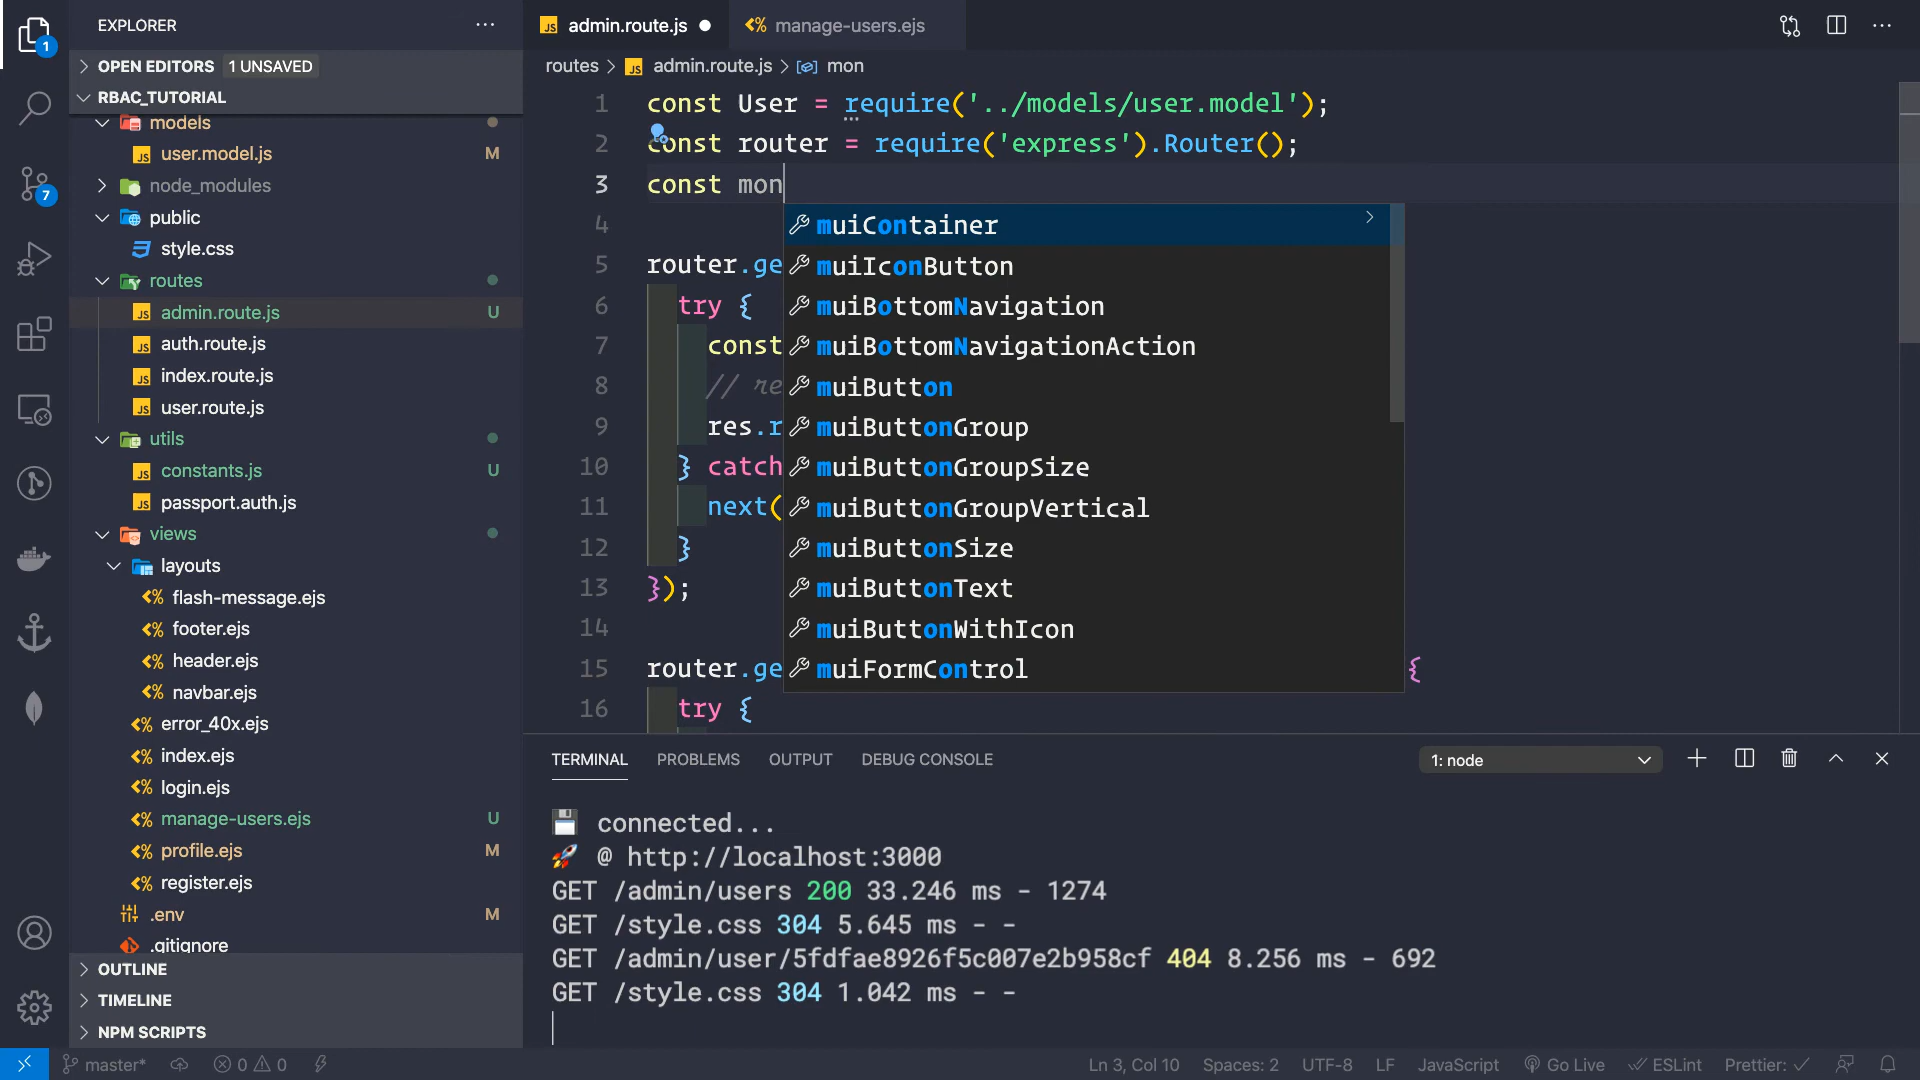 EXPLORER
1
OPEN EDITORS 1 UNSAVED
RBAC_TUTORIAL
models
user.model.js M
node_modules
7
public
style.css
routes
admin.route.js U
auth.route.js
index.route.js
user.route.js
utils
constants.js U
passport.auth.js
views
layouts
flash-message.ejs
footer.ejs
header.ejs
navbar.ejs
error_40x.ejs
index.ejs
login.ejs
manage-users.ejs U
profile.ejs M
register.ejs
.env M
.gitignore
OUTLINE
TIMELINE
NPM SCRIPTS
admin.route.js
manage-users.ejs
routes > admin.route.js > mon
1 const User = require('../models/user.model');
2 const router = require('express').Router();
3 const mon
4
5 router.ge
6 try {
7 const
8 // re
9 res.r
10 } catch
11 next(
12 }
13 });
14
15 router.ge {
16 try {
muiContainer
muiIconButton
muiBottomNavigation
muiBottomNavigationAction
muiButton
muiButtonGroup
muiButtonGroupSize
muiButtonGroupVertical
muiButtonSize
muiButtonText
muiButtonWithIcon
muiFormControl
TERMINAL PROBLEMS OUTPUT DEBUG CONSOLE 1: node
💾 connected...
🚀 @ http://localhost:3000
GET /admin/users 200 33.246 ms - 1274
GET /style.css 304 5.645 ms - -
GET /admin/user/5fdfae8926f5c007e2b958cf 404 8.256 ms - 692
GET /style.css 304 1.042 ms - -
master* 0 0 Ln 3, Col 10 Spaces: 2 UTF-8 LF JavaScript Go Live ESLint Prettier: ✓